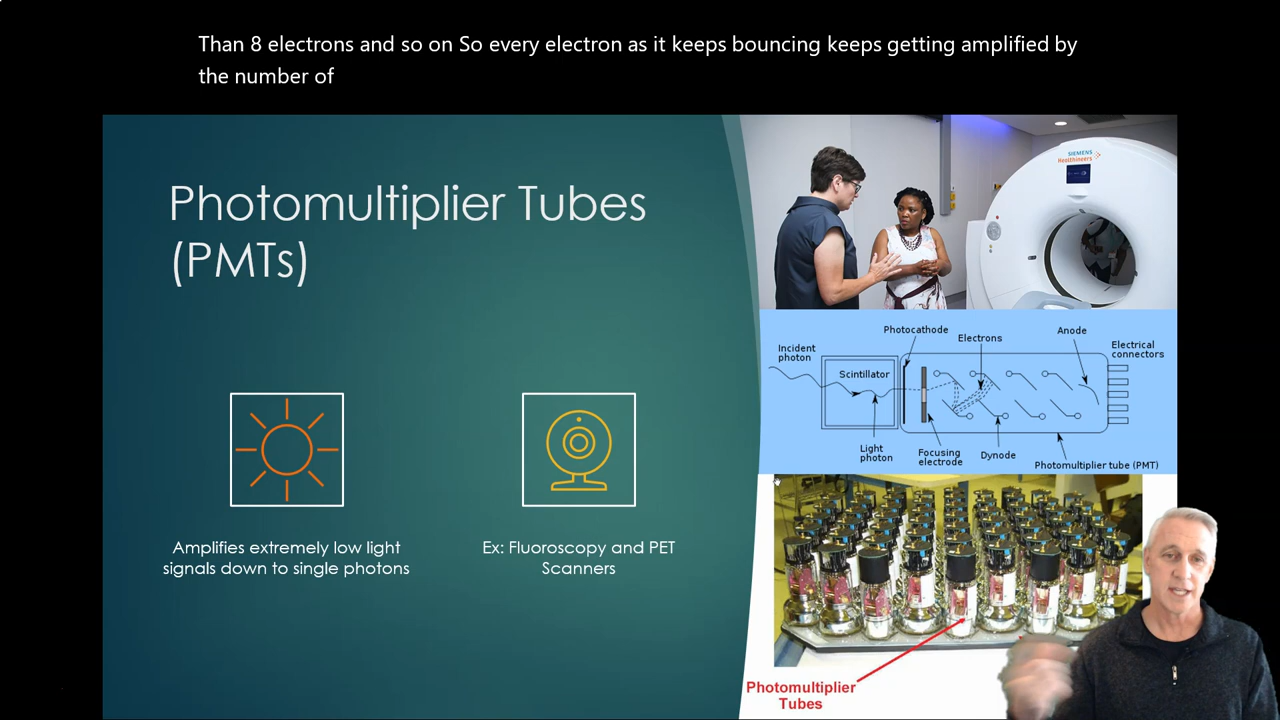 Than 8 electrons and so on So every electron as it keeps bouncing keeps getting amplified by
the number of
Photomultiplier Tubes
(PMTs)
Amplifies extremely low light
signals down to single photons
Ex: Fluoroscopy and PET
Scanners
SIEMENS
Healthineers
Incident
photon
Photocathode
Electrons
Anode
Electrical
connectors
Scintillator
Light
photon
Focusing
electrode
Dynode
Photomultiplier tube (PMT)
Photomultiplier
Tubes